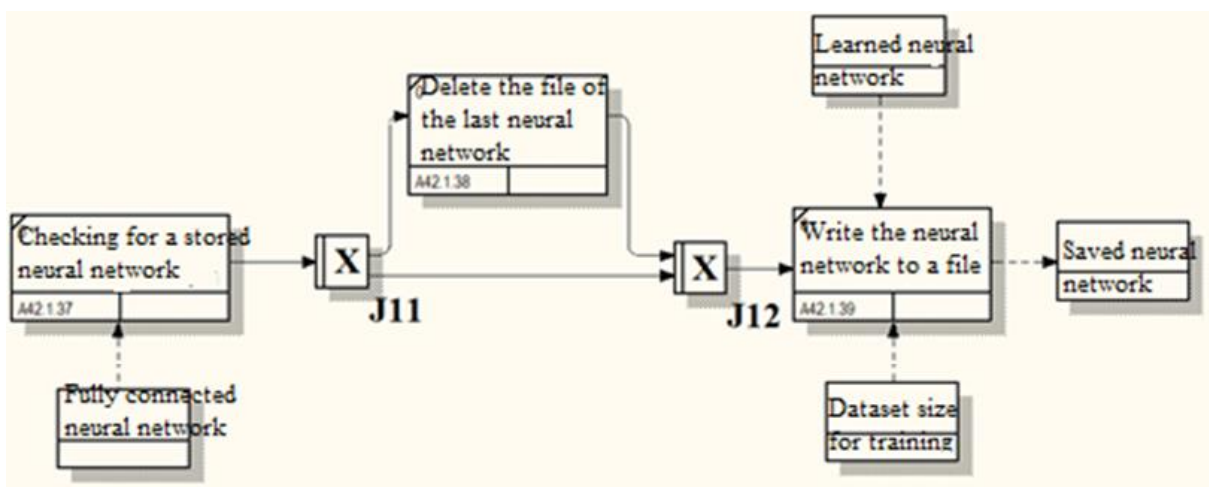 Learned neural
network
Delete the file of
the last neural
network
A42.1.38
Checking for a stored
neural network
A42.1.37
X
J11
X
J12
Write the neural
network to a file
A42.1.39
Saved neural
network
Fully connected
neural network
Dataset size
for training